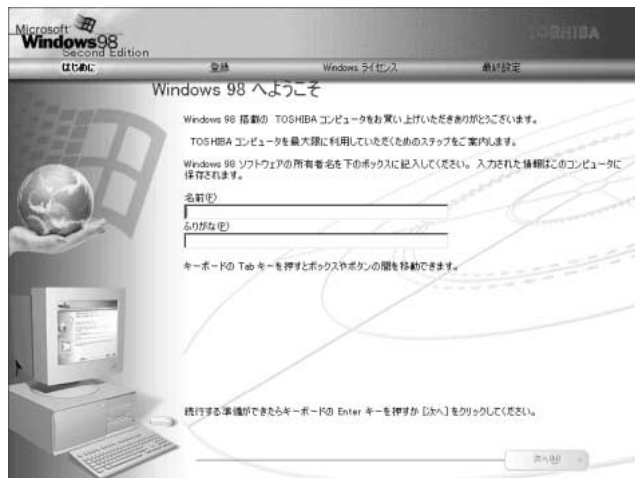 Microsoft
Windows98
Second Edition
TOSHIBA
はじめに 登録 Windows ライセンス 最終設定
Windows 98 へようこそ
Windows 98 搭載の TOSHIBA コンピュータをお買い上げいただきありがとうございます。
TOSHIBA コンピュータを最大限に利用していただくためのステップをご案内します。
Windows 98 ソフトウェアの所有者名を下のボックスに記入してください。 入力された情報はこのコンピュータに
保存されます。
名前(F)
ふりがな(P)
キーボードの Tab キーを押すとボックスやボタンの間を移動できます。
続行する準備ができたらキーボードの Enter キーを押すか [次へ] をクリックしてください。
次へ(N)